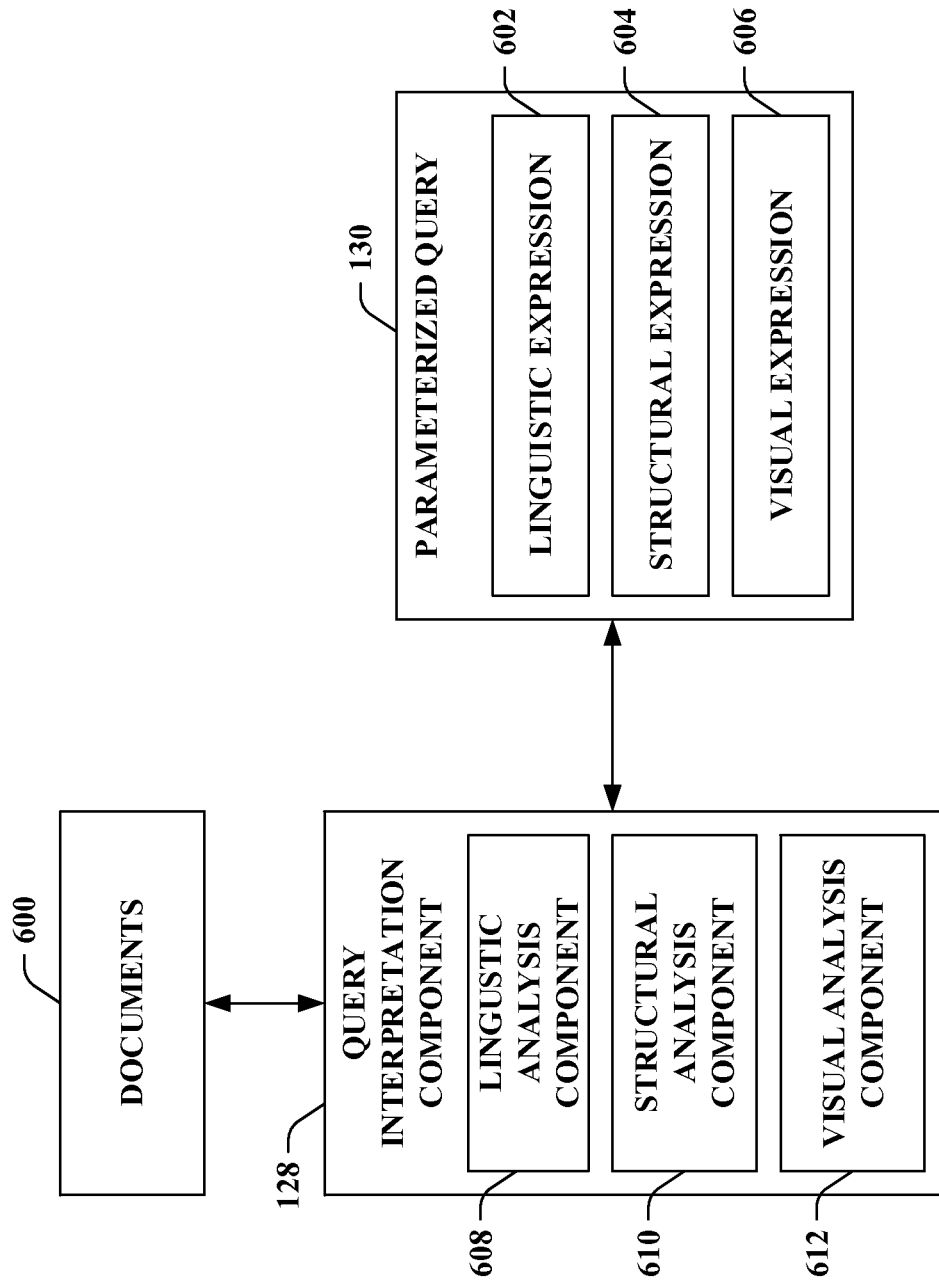 600
DOCUMENTS
128
QUERY
INTERPRETATION
COMPONENT
608
LINGUSTIC
ANALYSIS
COMPONENT
610
STRUCTURAL
ANALYSIS
COMPONENT
612
VISUAL ANALYSIS
COMPONENT
130
PARAMETERIZED QUERY
602
LINGUISTIC EXPRESSION
604
STRUCTURAL EXPRESSION
606
VISUAL EXPRESSION